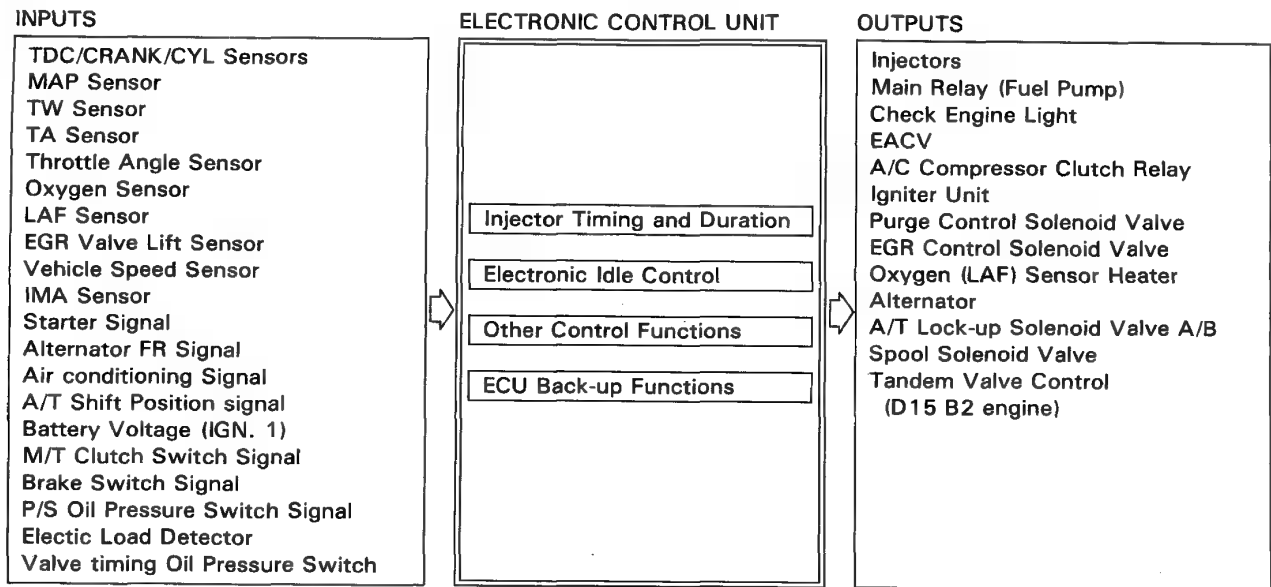 INPUTS
TDC/CRANK/CYL Sensors
MAP Sensor
TW Sensor
TA Sensor
Throttle Angle Sensor
Oxygen Sensor
LAF Sensor
EGR Valve Lift Sensor
Vehicle Speed Sensor
IMA Sensor
Starter Signal
Alternator FR Signal
Air conditioning Signal
A/T Shift Position signal
Battery Voltage (IGN. 1)
M/T Clutch Switch Signal
Brake Switch Signal
P/S Oil Pressure Switch Signal
Electic Load Detector
Valve timing Oil Pressure Switch
ELECTRONIC CONTROL UNIT
Injector Timing and Duration
Electronic Idle Control
Other Control Functions
ECU Back-up Functions
OUTPUTS
Injectors
Main Relay (Fuel Pump)
Check Engine Light
EACV
A/C Compressor Clutch Relay
Igniter Unit
Purge Control Solenoid Valve
EGR Control Solenoid Valve
Oxygen (LAF) Sensor Heater
Alternator
A/T Lock-up Solenoid Valve A/B
Spool Solenoid Valve
Tandem Valve Control
(D15 B2 engine)